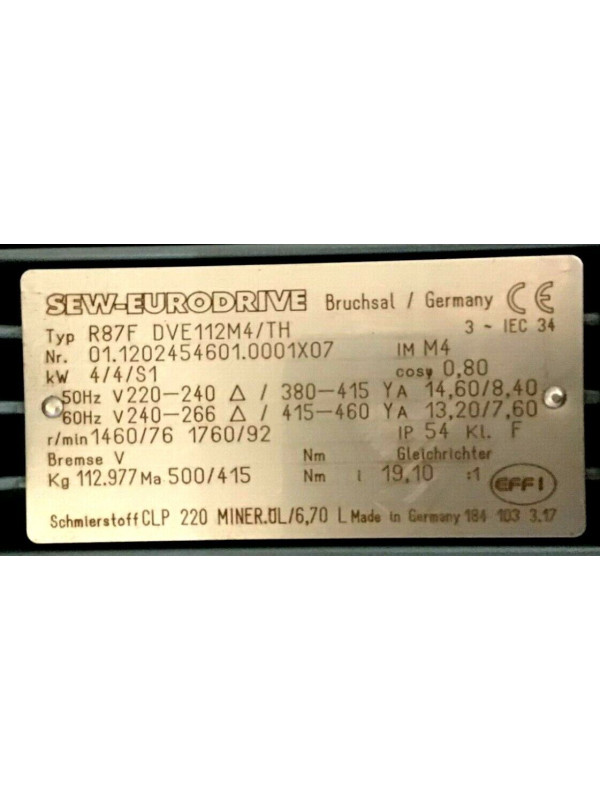 SEW-EURODRIVE Bruchsal / Germany CE
Typ R87F DVE112M4/TH 3 ~ IEC 34
Nr. 01.1202454601.0001X07 IM M4
kW 4/4/S1 cosφ 0,80
50Hz V 220-240 Δ / 380-415 Y A 14,60/8,40
60Hz V 240-266 Δ / 415-460 Y A 13,20/7,60
r/min 1460/76 1760/92 IP 54 Kl. F
Bremse V Nm Gleichrichter
Kg 112.977 Ma 500/415 Nm i 19,10 :1 EFF1
Schmierstoff CLP 220 MINER.ÖL/6,70 L Made in Germany 184 103 3.17